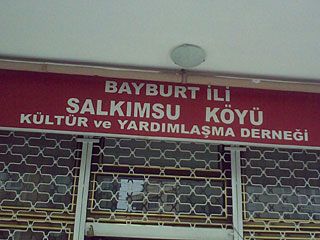 BAYBURT İLİ
SALKIMSU KÖYÜ
KÜLTÜR ve YARDIMLAŞMA DERNEĞİ